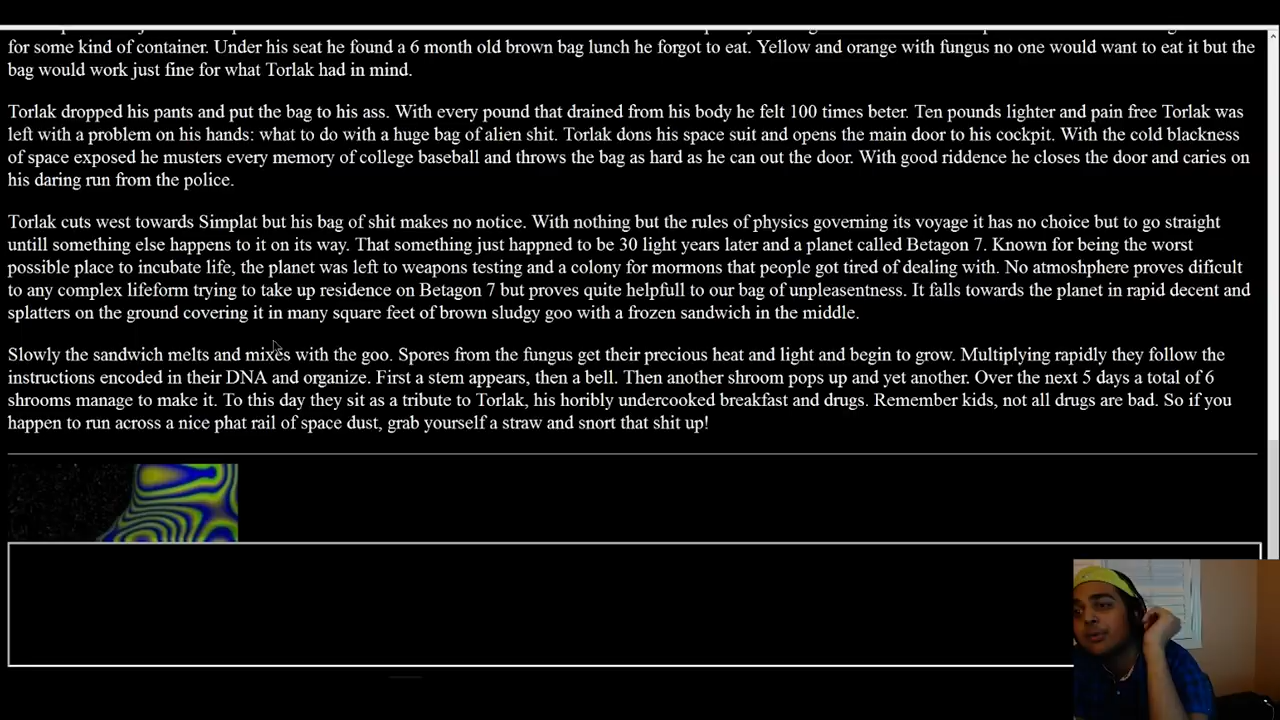 for some kind of container. Under his seat he found a 6 month old brown bag lunch he forgot to eat. Yellow and orange with fungus no one would want to eat it but the
bag would work just fine for what Torlak had in mind.
Torlak dropped his pants and put the bag to his ass. With every pound that drained from his body he felt 100 times beter. Ten pounds lighter and pain free Torlak was
left with a problem on his hands: what to do with a huge bag of alien shit. Torlak dons his space suit and opens the main door to his cockpit. With the cold blackness
of space exposed he musters every memory of college baseball and throws the bag as hard as he can out the door. With good riddence he closes the door and caries on
his daring run from the police.
Torlak cuts west towards Simplat but his bag of shit makes no notice. With nothing but the rules of physics governing its voyage it has no choice but to go straight
untill something else happens to it on its way. That something just happned to be 30 light years later and a planet called Betagon 7. Known for being the worst
possible place to incubate life, the planet was left to weapons testing and a colony for mormons that people got tired of dealing with. No atmoshphere proves dificult
to any complex lifeform trying to take up residence on Betagon 7 but proves quite helpfull to our bag of unpleasentness. It falls towards the planet in rapid decent and
splatters on the ground covering it in many square feet of brown sludgy goo with a frozen sandwich in the middle.
Slowly the sandwich melts and mixes with the goo. Spores from the fungus get their precious heat and light and begin to grow. Multiplying rapidly they follow the
instructions encoded in their DNA and organize. First a stem appears, then a bell. Then another shroom pops up and yet another. Over the next 5 days a total of 6
shrooms manage to make it. To this day they sit as a tribute to Torlak, his horibly undercooked breakfast and drugs. Remember kids, not all drugs are bad. So if you
happen to run across a nice phat rail of space dust, grab yourself a straw and snort that shit up!